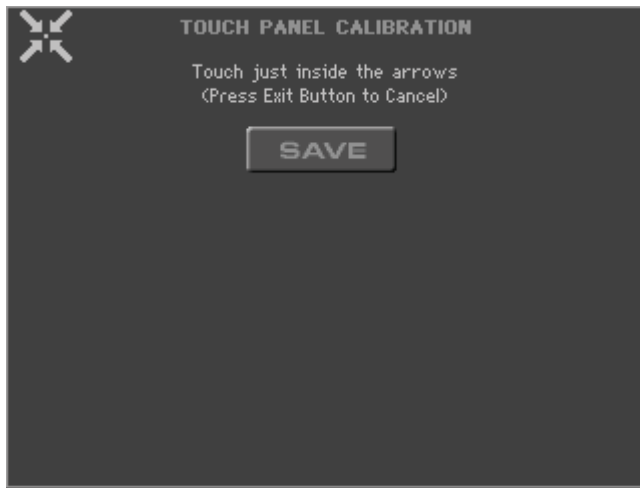 TOUCH PANEL CALIBRATION
Touch just inside the arrows
(Press Exit Button to Cancel)
SAVE